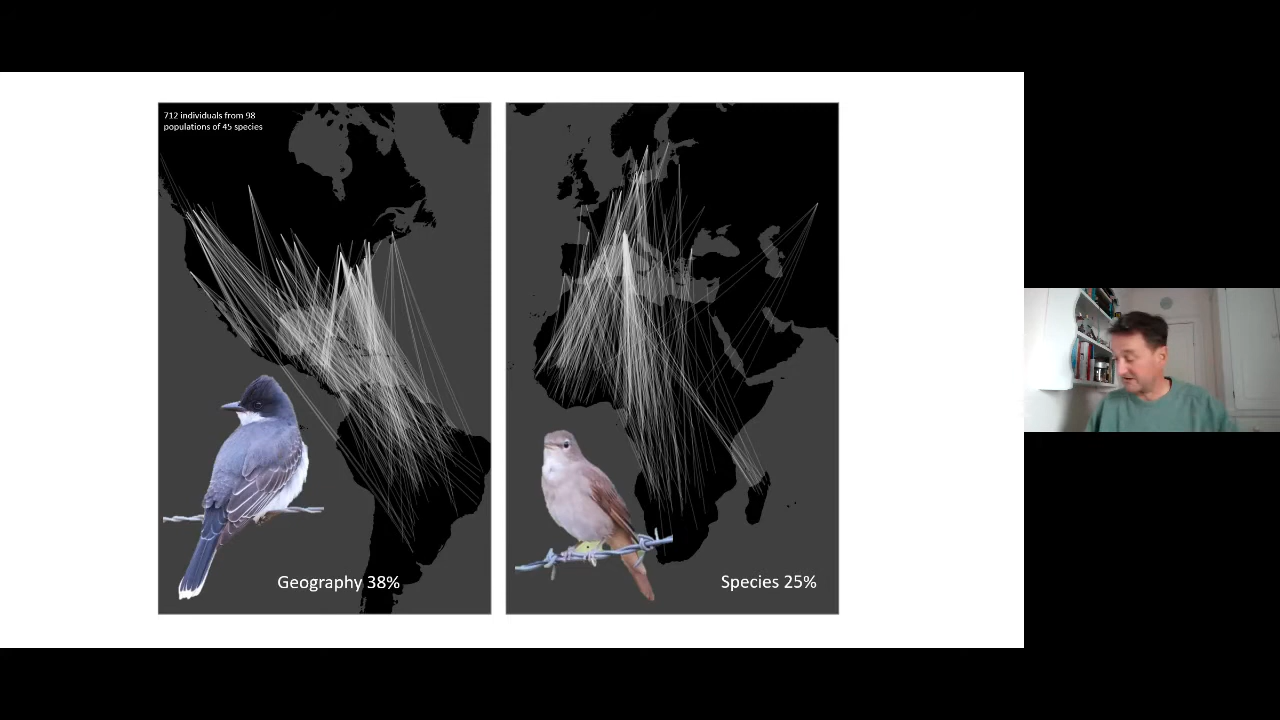 712 individuals from 98
populations of 45 species
Geography 38%
Species 25%